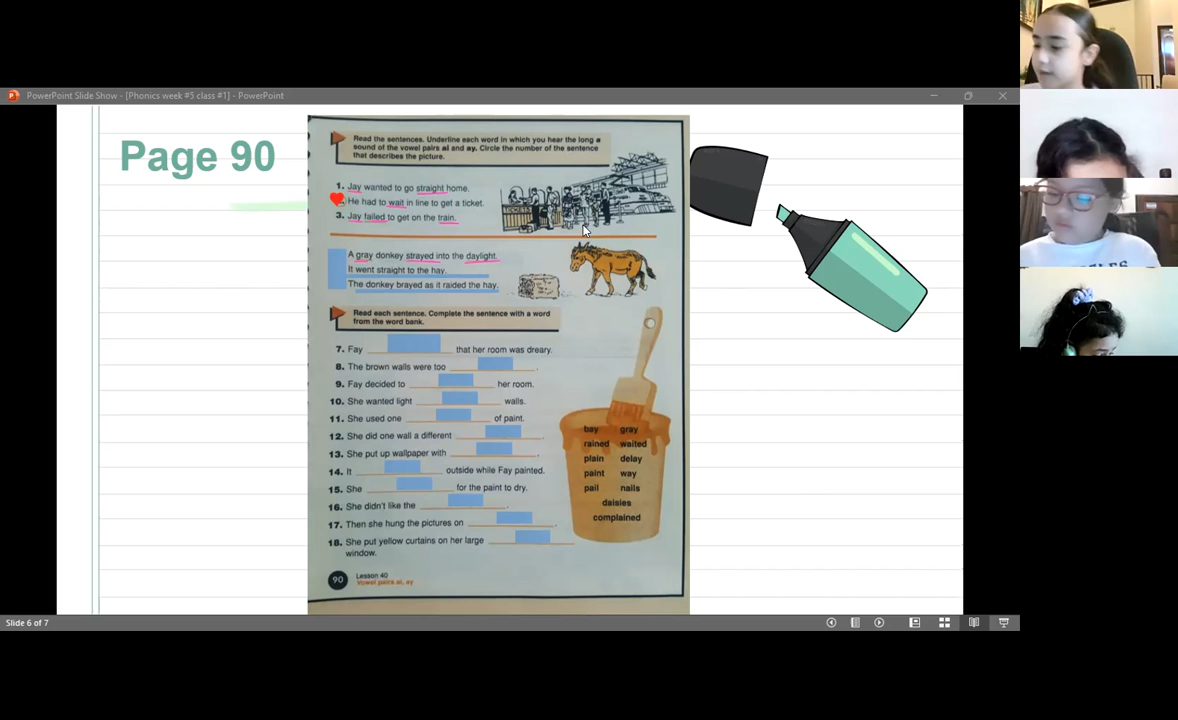 PowerPoint Slide Show - [Phonics week #5 class #1] - PowerPoint
Page 90
Read the sentences. Underline each word in which you hear the long a
sound of the vowel pairs ai and ay. Circle the number of the sentence
that describes the picture.
1. Jay wanted to go straight home.
He had to wait in line to get a ticket.
3. Jay failed to get on the train.
TICKETS
A gray donkey strayed into the daylight.
It went straight to the hay.
The donkey brayed as it raided the hay.
Read each sentence. Complete the sentence with a word
from the word bank.
7. Fay that her room was dreary.
8. The brown walls were too .
9. Fay decided to her room.
10. She wanted light walls.
11. She used one of paint.
12. She did one wall a different .
13. She put up wallpaper with .
14. It outside while Fay painted.
15. She for the paint to dry.
16. She didn't like the .
17. Then she hung the pictures on .
18. She put yellow curtains on her large
window.
bay gray
rained waited
plain delay
paint way
pail nails
daisies
complained
90
Lesson 40
Vowel pairs ai, ay
Slide 6 of 7